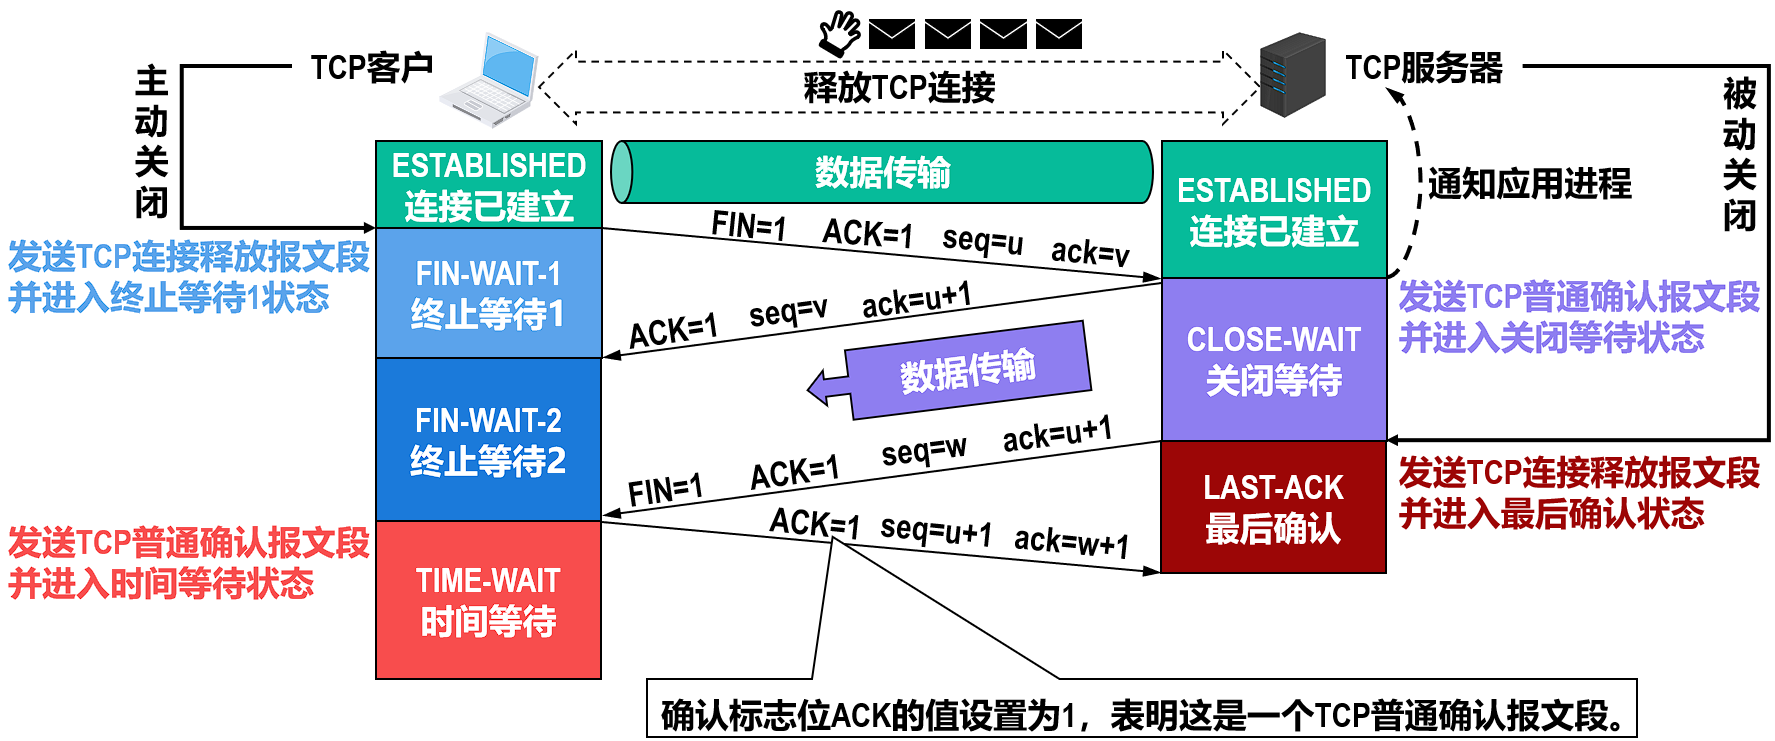 TCP客户
释放TCP连接
TCP服务器
主动关闭
被动关闭
ESTABLISHED
连接已建立
数据传输
ESTABLISHED
连接已建立
通知应用进程
FIN=1 ACK=1 seq=u ack=v
发送TCP连接释放报文段
并进入终止等待1状态
FIN-WAIT-1
终止等待1
ACK=1 seq=v ack=u+1
发送TCP普通确认报文段
并进入关闭等待状态
CLOSE-WAIT
关闭等待
数据传输
FIN-WAIT-2
终止等待2
FIN=1 ACK=1 seq=w ack=u+1
LAST-ACK
最后确认
发送TCP连接释放报文段
并进入最后确认状态
ACK=1 seq=u+1 ack=w+1
发送TCP普通确认报文段
并进入时间等待状态
TIME-WAIT
时间等待
确认标志位ACK的值设置为1，表明这是一个TCP普通确认报文段。